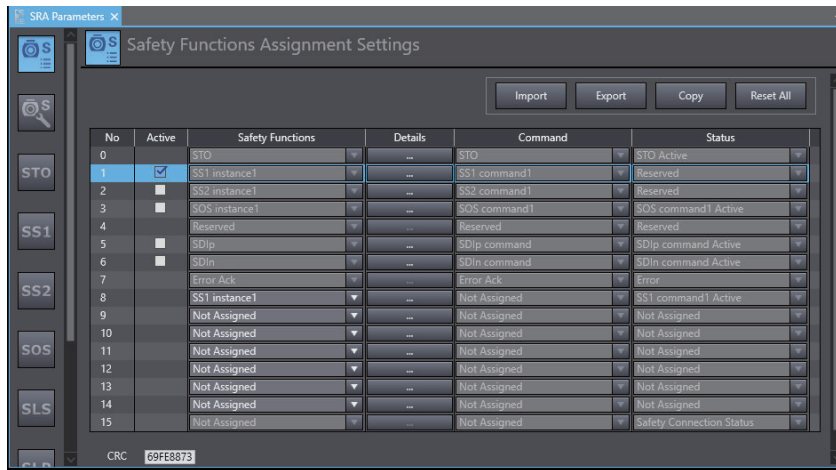 SRA Parameters X
S
Safety Functions Assignment Settings
Import Export Copy Reset All
S
No Active Safety Functions Details Command Status
0 STO ... STO STO Active
1 SS1 instance1 ... SS1 command1 Reserved
2 SS2 instance1 ... SS2 command1 Reserved
3 SOS instance1 ... SOS command1 SOS command1 Active
4 Reserved ... Reserved Reserved
5 SDIp ... SDIp command SDIp command Active
6 SDIn ... SDIn command SDIn command Active
7 Error Ack ... Error Ack Error
8 SS1 instance1 ... Not Assigned SS1 command1 Active
9 Not Assigned ... Not Assigned Not Assigned
10 Not Assigned ... Not Assigned Not Assigned
11 Not Assigned ... Not Assigned Not Assigned
12 Not Assigned ... Not Assigned Not Assigned
13 Not Assigned ... Not Assigned Not Assigned
14 Not Assigned ... Not Assigned Not Assigned
15 Not Assigned ... Not Assigned Safety Connection Status
CRC 69FE8873
STO
SS1
SS2
SOS
SLS